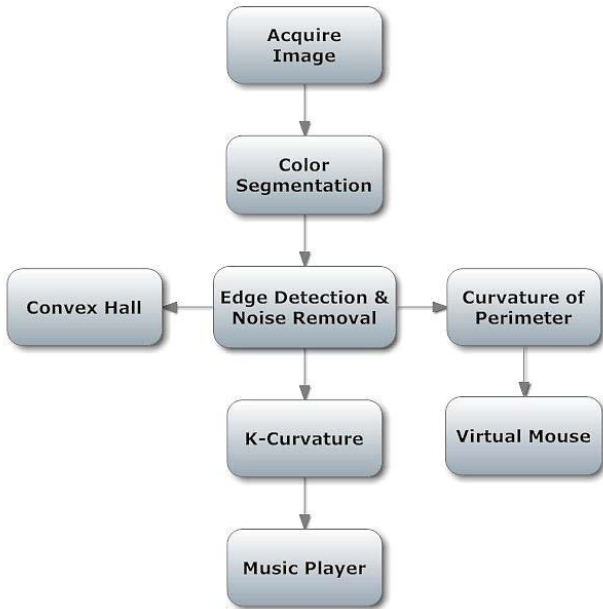 Acquire
Image
Color
Segmentation
Convex Hall
Edge Detection &
Noise Removal
Curvature of
Perimeter
K-Curvature
Virtual Mouse
Music Player